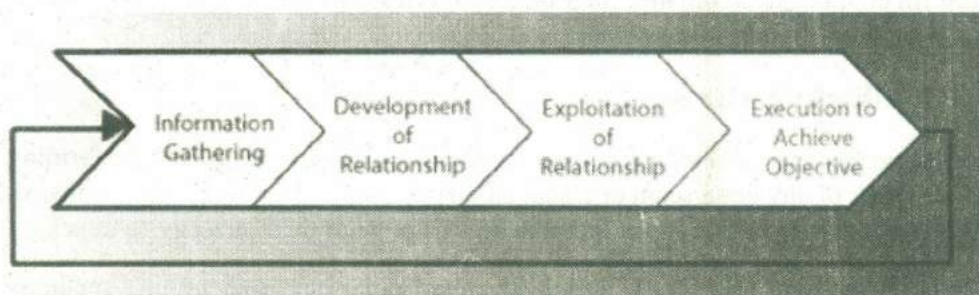 Information
Gathering
Development
of
Relationship
Exploitation
of
Relationship
Execution to
Achieve
Objective